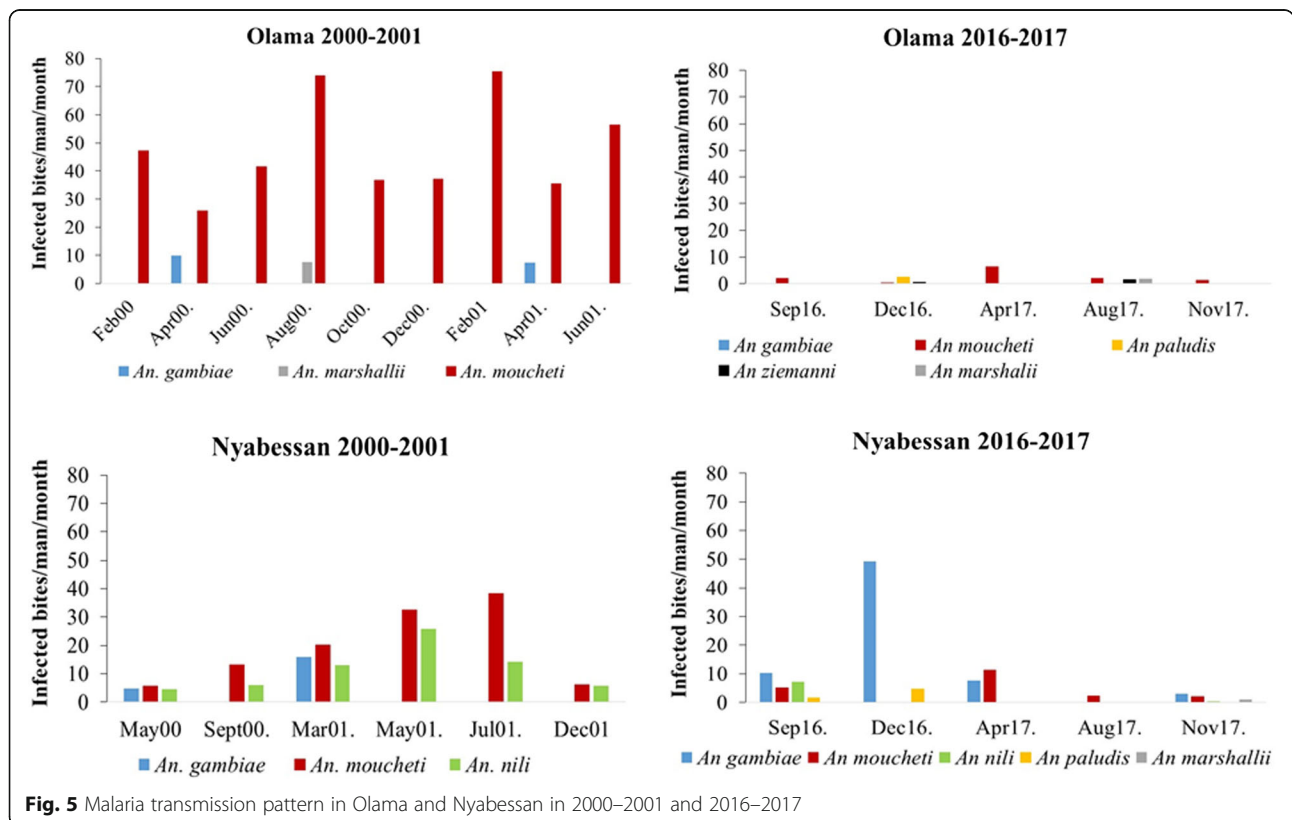 Olama 2000-2001
Infected bites/man/month
80
70
60
50
40
30
20
10
0
Feb00
Apr00.
Jun00.
Aug00.
Oct00.
Dec00.
Feb01
Apr01.
Jun01.
An. gambiae An. marshallii An. moucheti
Olama 2016-2017
Infeced bites/man/month
80
70
60
50
40
30
20
10
0
Sep16. Dec16. Apr17. Aug17. Nov17.
An gambiae An moucheti An paludis
An ziemanni An marshalii
Nyabessan 2000-2001
Infected bites/man/month
80
70
60
50
40
30
20
10
0
May00 Sept00. Mar01. May01. Jul01. Dec01
An. gambiae An. moucheti An. nili
Nyabessan 2016-2017
Infected bites/man/month
80
70
60
50
40
30
20
10
0
Sep16. Dec16. Apr17. Aug17. Nov17.
An gambiae An moucheti An nili An paludis An marshallii
Fig. 5 Malaria transmission pattern in Olama and Nyabessan in 2000–2001 and 2016–2017